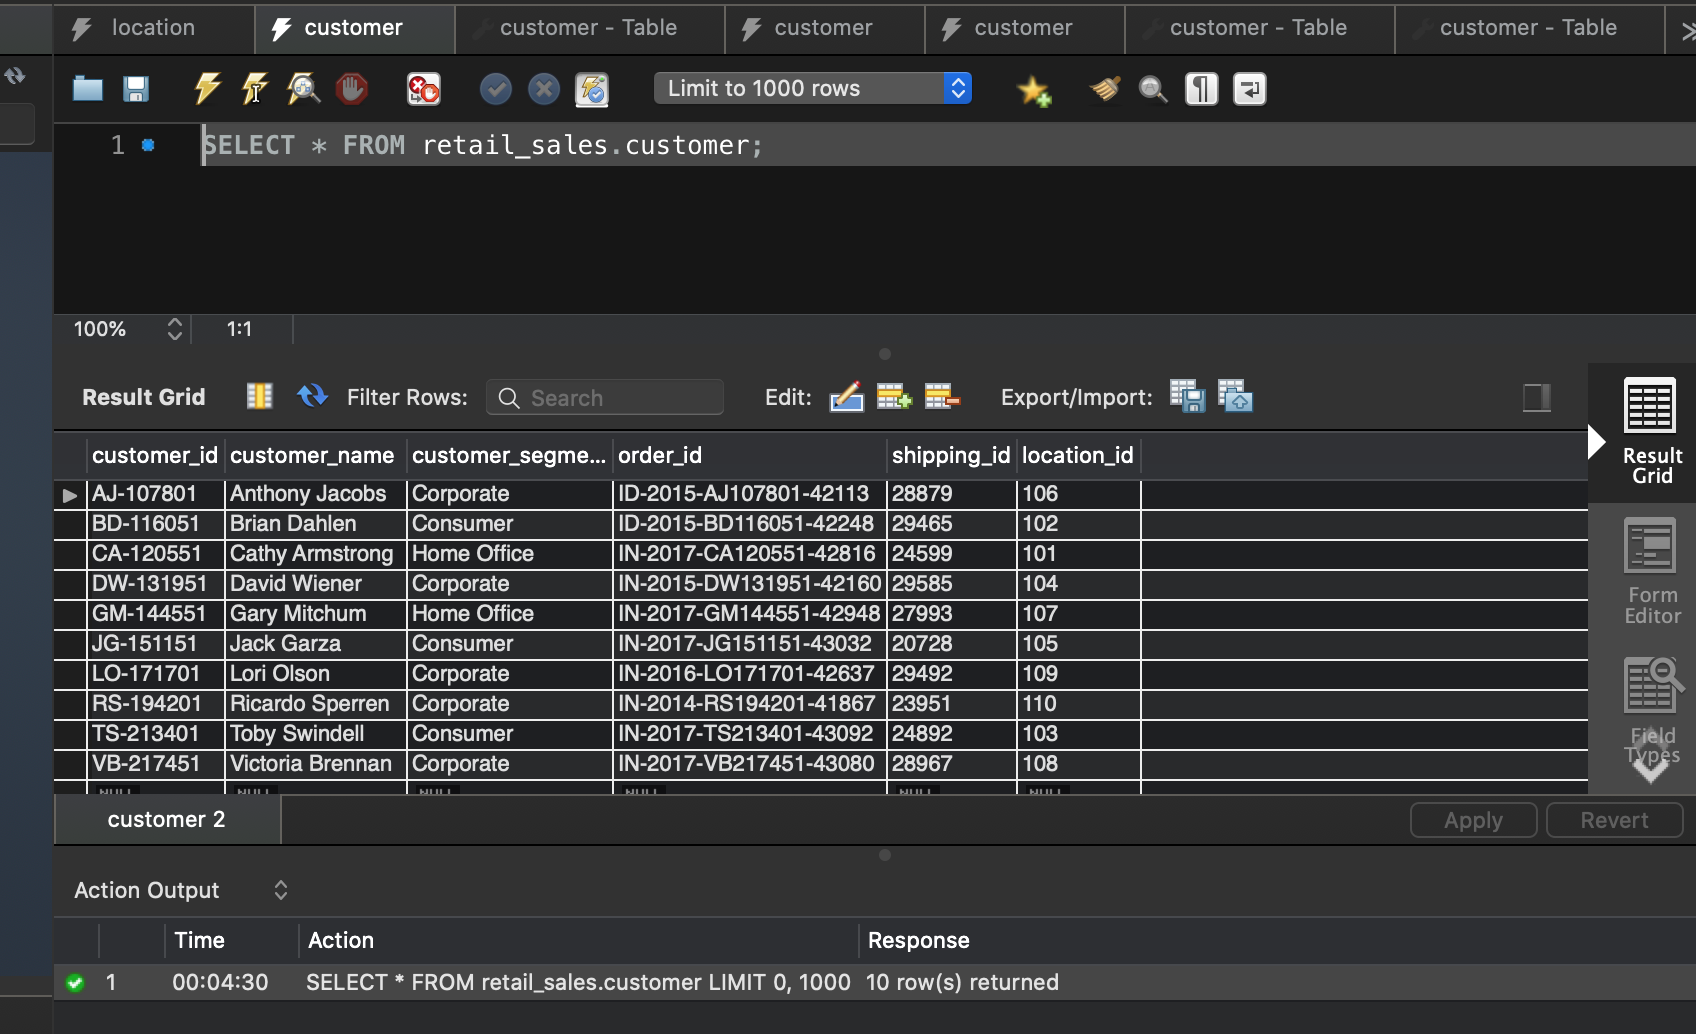 location customer customer - Table customer customer customer - Table customer - Table
Limit to 1000 rows
1 SELECT * FROM retail_sales.customer;
100% 1:1
Result Grid Filter Rows: Search Edit: Export/Import:
customer_id customer_name customer_segme... order_id shipping_id location_id
AJ-107801 Anthony Jacobs Corporate ID-2015-AJ107801-42113 28879 106
BD-116051 Brian Dahlen Consumer ID-2015-BD116051-42248 29465 102
CA-120551 Cathy Armstrong Home Office IN-2017-CA120551-42816 24599 101
DW-131951 David Wiener Corporate IN-2015-DW131951-42160 29585 104
GM-144551 Gary Mitchum Home Office IN-2017-GM144551-42948 27993 107
JG-151151 Jack Garza Consumer IN-2017-JG151151-43032 20728 105
LO-171701 Lori Olson Corporate IN-2016-LO171701-42637 29492 109
RS-194201 Ricardo Sperren Corporate IN-2014-RS194201-41867 23951 110
TS-213401 Toby Swindell Consumer IN-2017-TS213401-43092 24892 103
VB-217451 Victoria Brennan Corporate IN-2017-VB217451-43080 28967 108
NULL NULL NULL NULL NULL NULL
Result
Grid
Form
Editor
Field
Types
customer 2 Apply Revert
Action Output
Time Action Response
1 00:04:30 SELECT * FROM retail_sales.customer LIMIT 0, 1000 10 row(s) returned